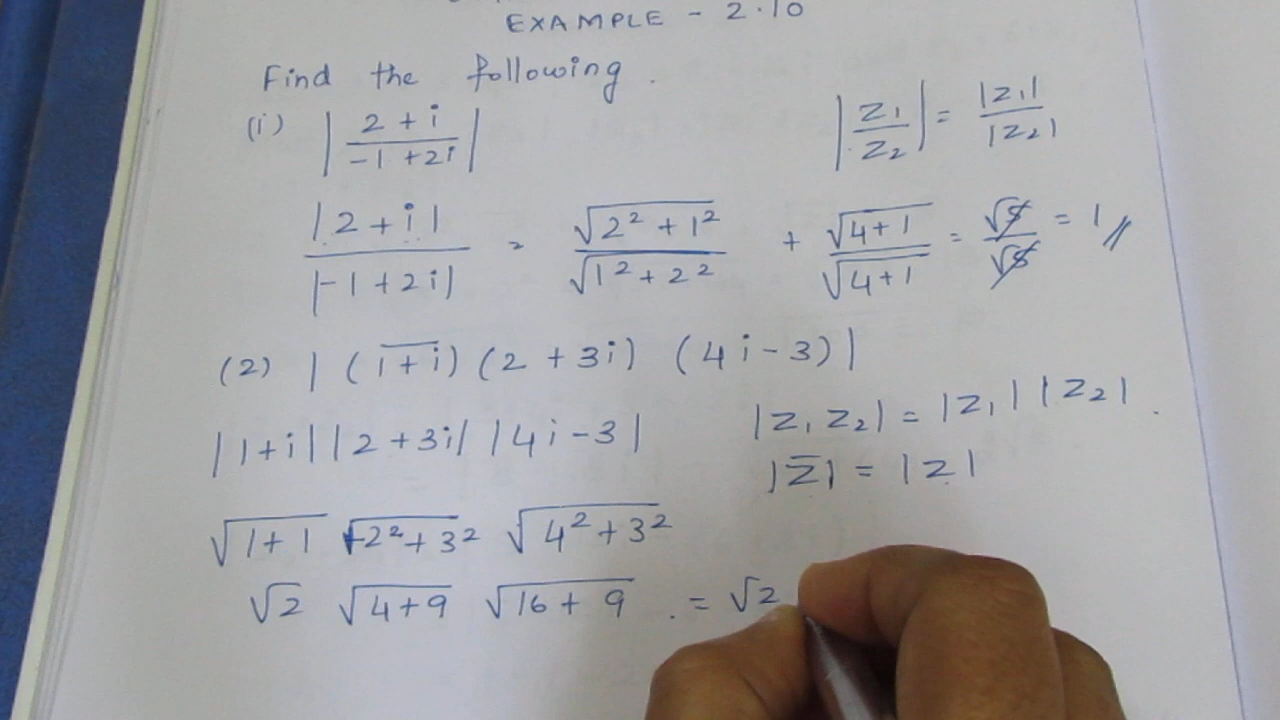 EXAMPLE - 2.10
Find the following.
(i) | (2 + i)/(-1 + 2i) | |z₁/z₂| = |z₁|/|z₂|
|2 + i|/|-1 + 2i| = √(2² + 1²)/√(1² + 2²) + √(4+1)/√(4+1) = √5/√5 = 1 //
(2) | (1̅ ̅+̅ ̅i̅) (2 + 3i) (4i - 3) |
|1+i| |2 + 3i| |4i - 3| |z₁ z₂| = |z₁| |z₂|.
|z̅| = |z|
√(1+1) √(2² + 3²) √(4² + 3²)
√2 √(4+9) √(16 + 9) . = √2